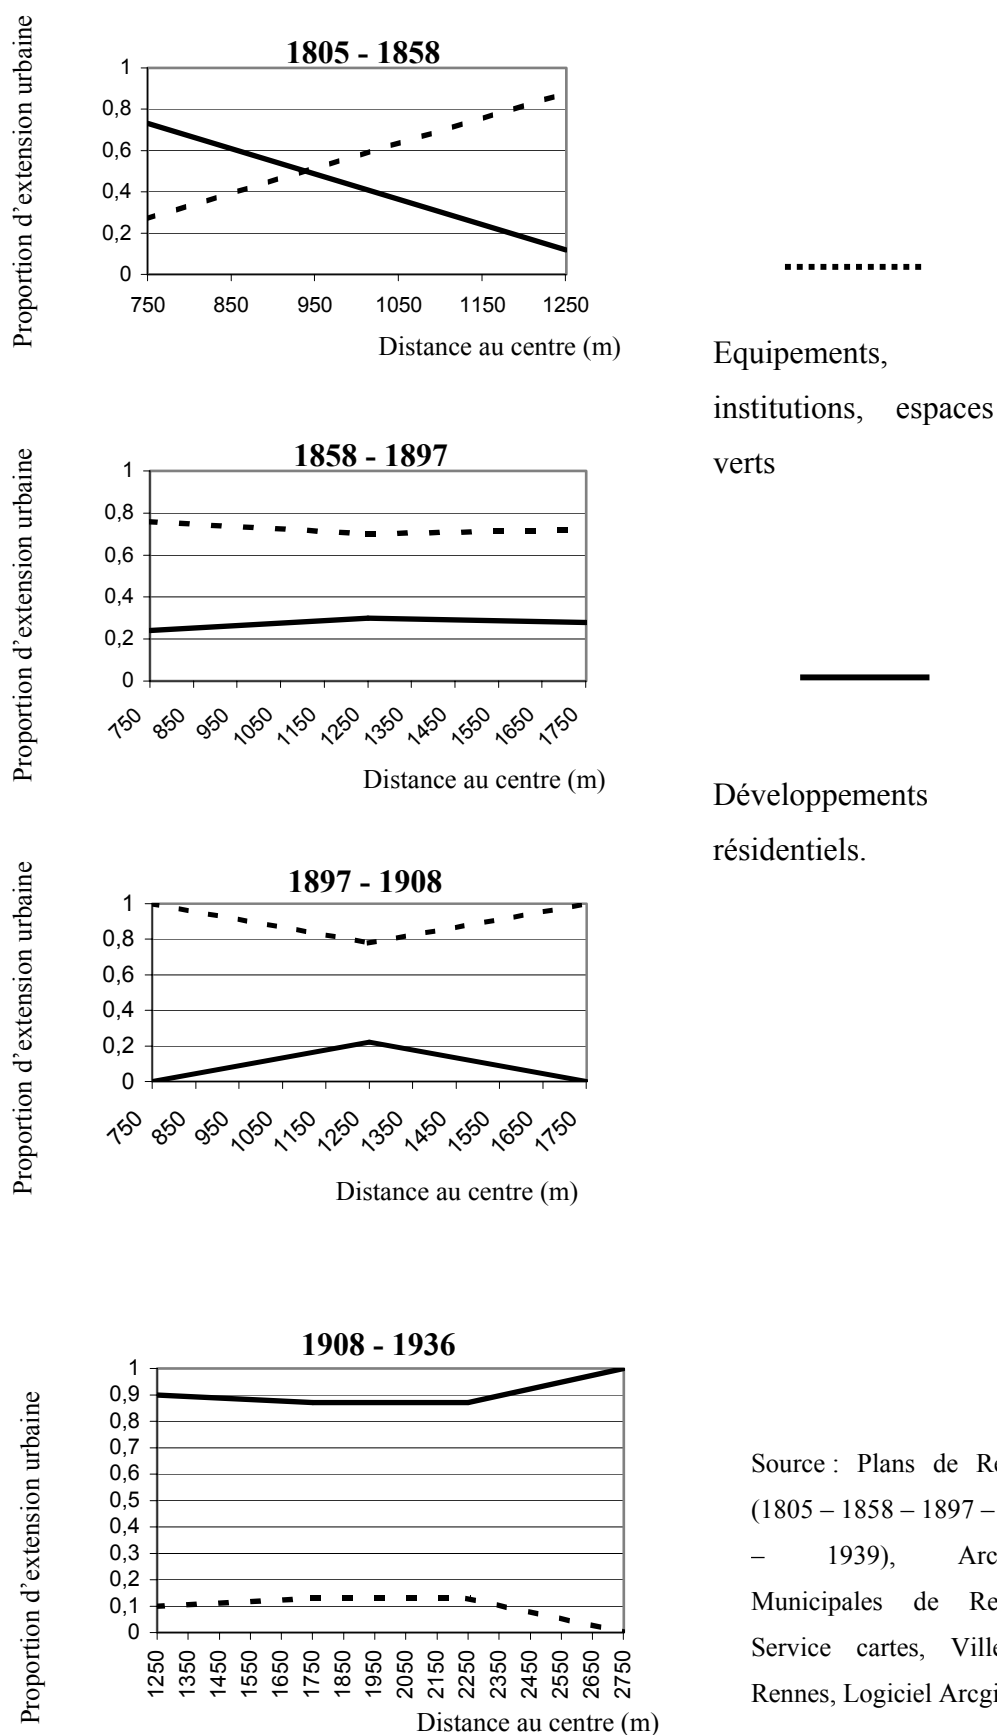 1805 - 1858
Proportion d'extension urbaine
1
0,8
0,6
0,4
0,2
0
750 850 950 1050 1150 1250
Distance au centre (m)
1858 - 1897
Proportion d'extension urbaine
1
0,8
0,6
0,4
0,2
0
750 850 950 1050 1150 1250 1350 1450 1550 1650 1750
Distance au centre (m)
1897 - 1908
Proportion d'extension urbaine
1
0,8
0,6
0,4
0,2
0
750 850 950 1050 1150 1250 1350 1450 1550 1650 1750
Distance au centre (m)
1908 - 1936
Proportion d'extension urbaine
1
0,9
0,8
0,7
0,6
0,5
0,4
0,3
0,2
0,1
0
1250 1350 1450 1550 1650 1750 1850 1950 2050 2150 2250 2350 2450 2550 2650 2750
Distance au centre (m)
Equipements,
institutions, espaces
verts
Développements
résidentiels.
Source : Plans de Re
(1805 – 1858 – 1897 –
– 1939), Arc
Municipales de Re
Service cartes, Ville
Rennes, Logiciel Arcgi